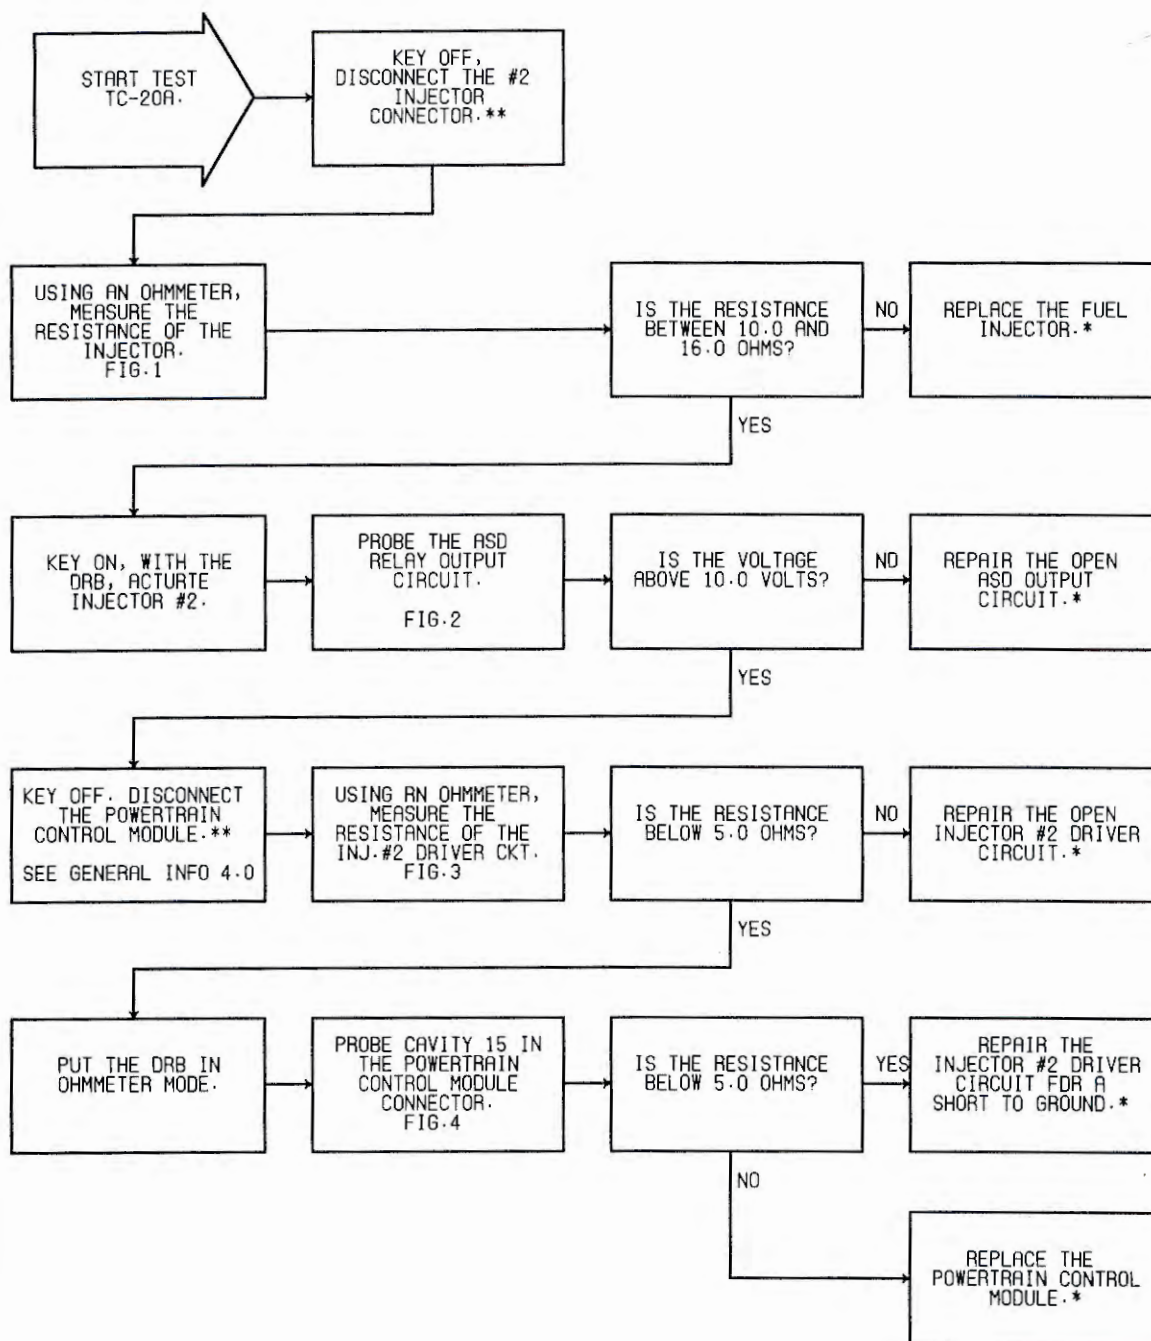 START TEST
TC-20A.
KEY OFF,
DISCONNECT THE #2
INJECTOR
CONNECTOR.**
USING AN OHMMETER,
MEASURE THE
RESISTANCE OF THE
INJECTOR.
FIG.1
IS THE RESISTANCE
BETWEEN 10.0 AND
16.0 OHMS?
NO
REPLACE THE FUEL
INJECTOR.*
YES
KEY ON, WITH THE
DRB, ACTURTE
INJECTOR #2.
PROBE THE ASD
RELAY OUTPUT
CIRCUIT.
FIG.2
IS THE VOLTAGE
ABOVE 10.0 VOLTS?
NO
REPAIR THE OPEN
ASD OUTPUT
CIRCUIT.*
YES
KEY OFF. DISCONNECT
THE POWERTRAIN
CONTROL MODULE.**
SEE GENERAL INFO 4.0
USING RN OHMMETER,
MEASURE THE
RESISTANCE OF THE
INJ.#2 DRIVER CKT.
FIG.3
IS THE RESISTANCE
BELOW 5.0 OHMS?
NO
REPAIR THE OPEN
INJECTOR #2 DRIVER
CIRCUIT.*
YES
PUT THE DRB IN
OHMMETER MODE.
PROBE CAVITY 15 IN
THE POWERTRAIN
CONTROL MODULE
CONNECTOR.
FIG.4
IS THE RESISTANCE
BELOW 5.0 OHMS?
YES
REPAIR THE
INJECTOR #2 DRIVER
CIRCUIT FOR A
SHORT TO GROUND.*
NO
REPLACE THE
POWERTRAIN CONTROL
MODULE.*